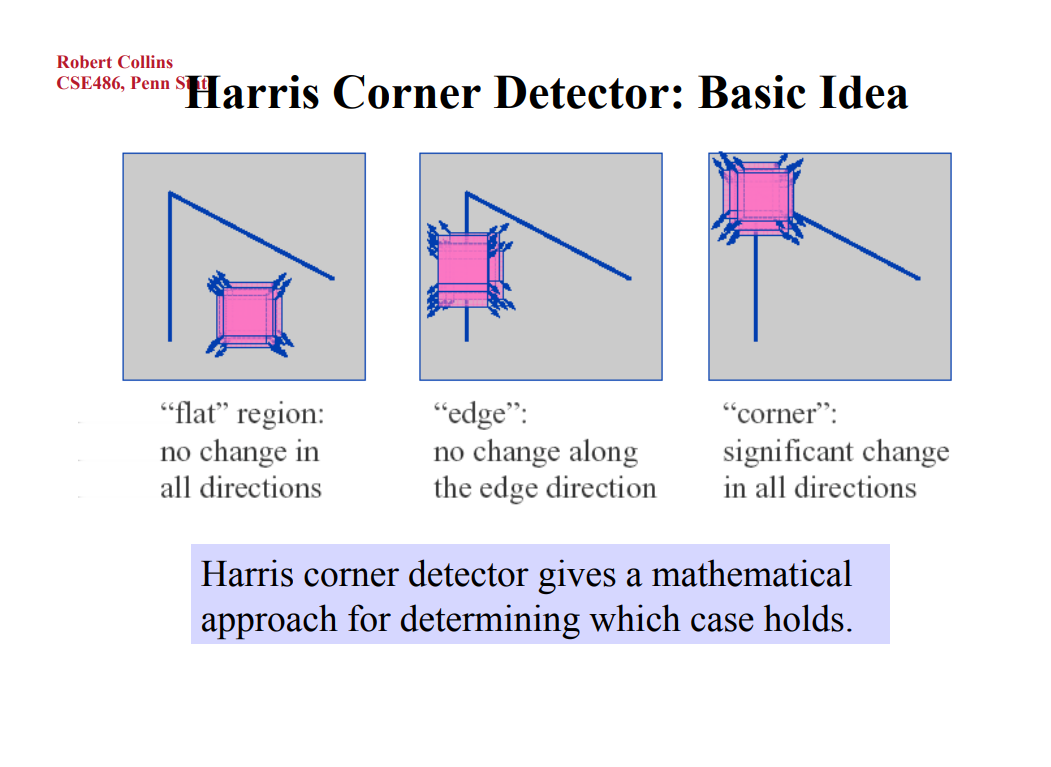 Robert Collins
CSE486, Penn State
Harris Corner Detector: Basic Idea
“flat” region:
no change in
all directions
“edge”:
no change along
the edge direction
“corner”:
significant change
in all directions
Harris corner detector gives a mathematical
approach for determining which case holds.